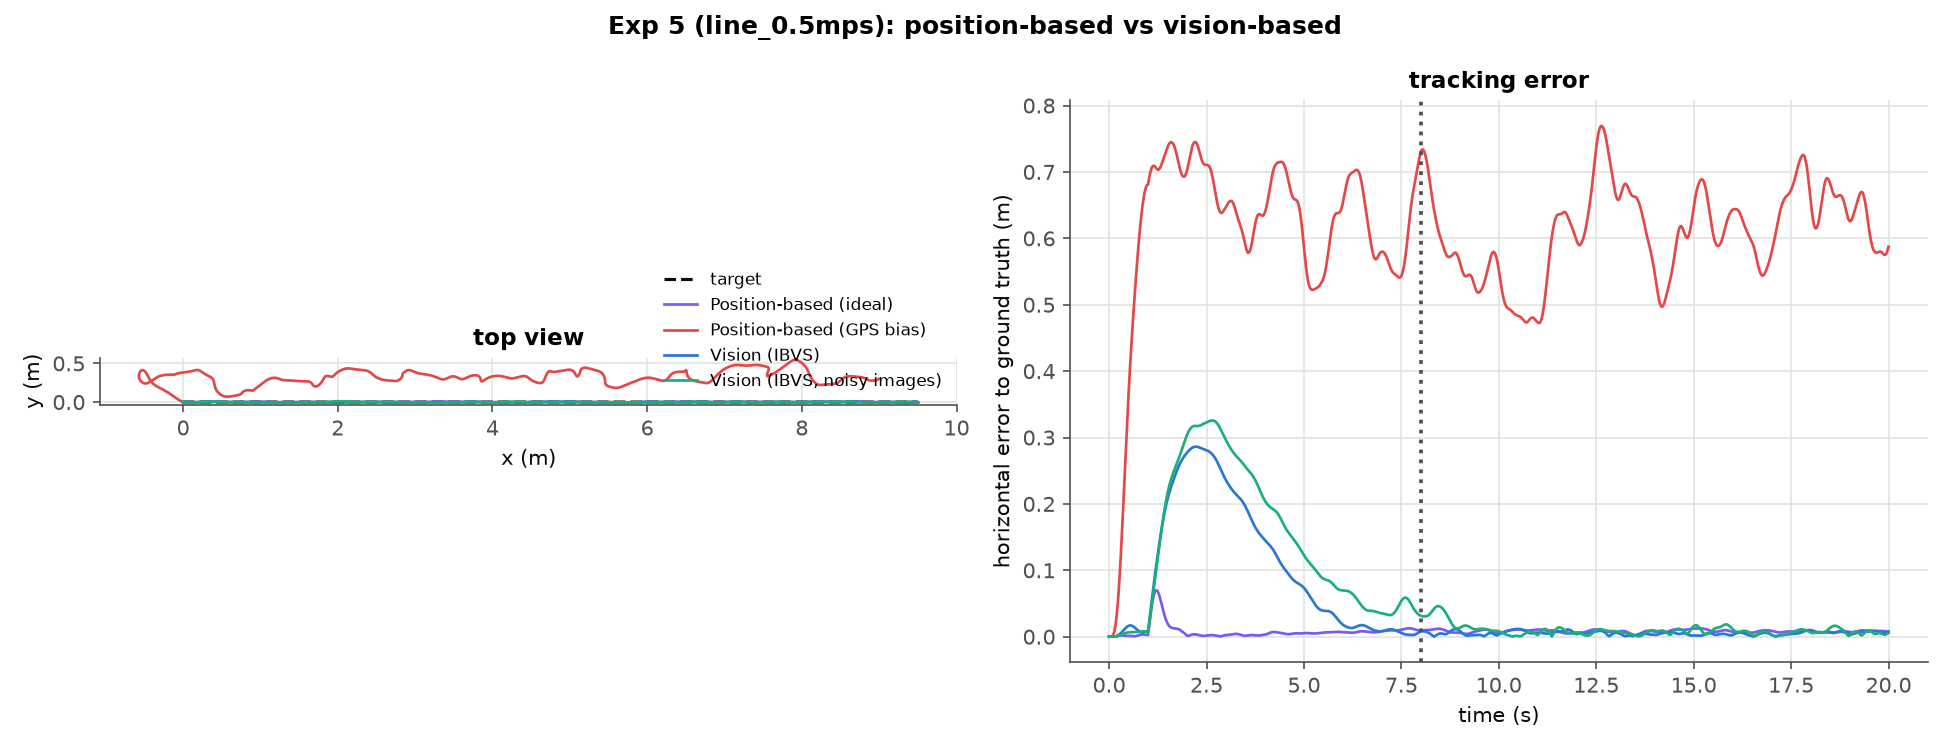 Exp 5 (line_0.5mps): position-based vs vision-based
top view
target
Position-based (ideal)
Position-based (GPS bias)
Vision (IBVS)
Vision (IBVS, noisy images)
y (m)
0.5
0.0
0 2 4 6 8 10
x (m)
tracking error
horizontal error to ground truth (m)
0.8
0.7
0.6
0.5
0.4
0.3
0.2
0.1
0.0
0.0 2.5 5.0 7.5 10.0 12.5 15.0 17.5 20.0
time (s)